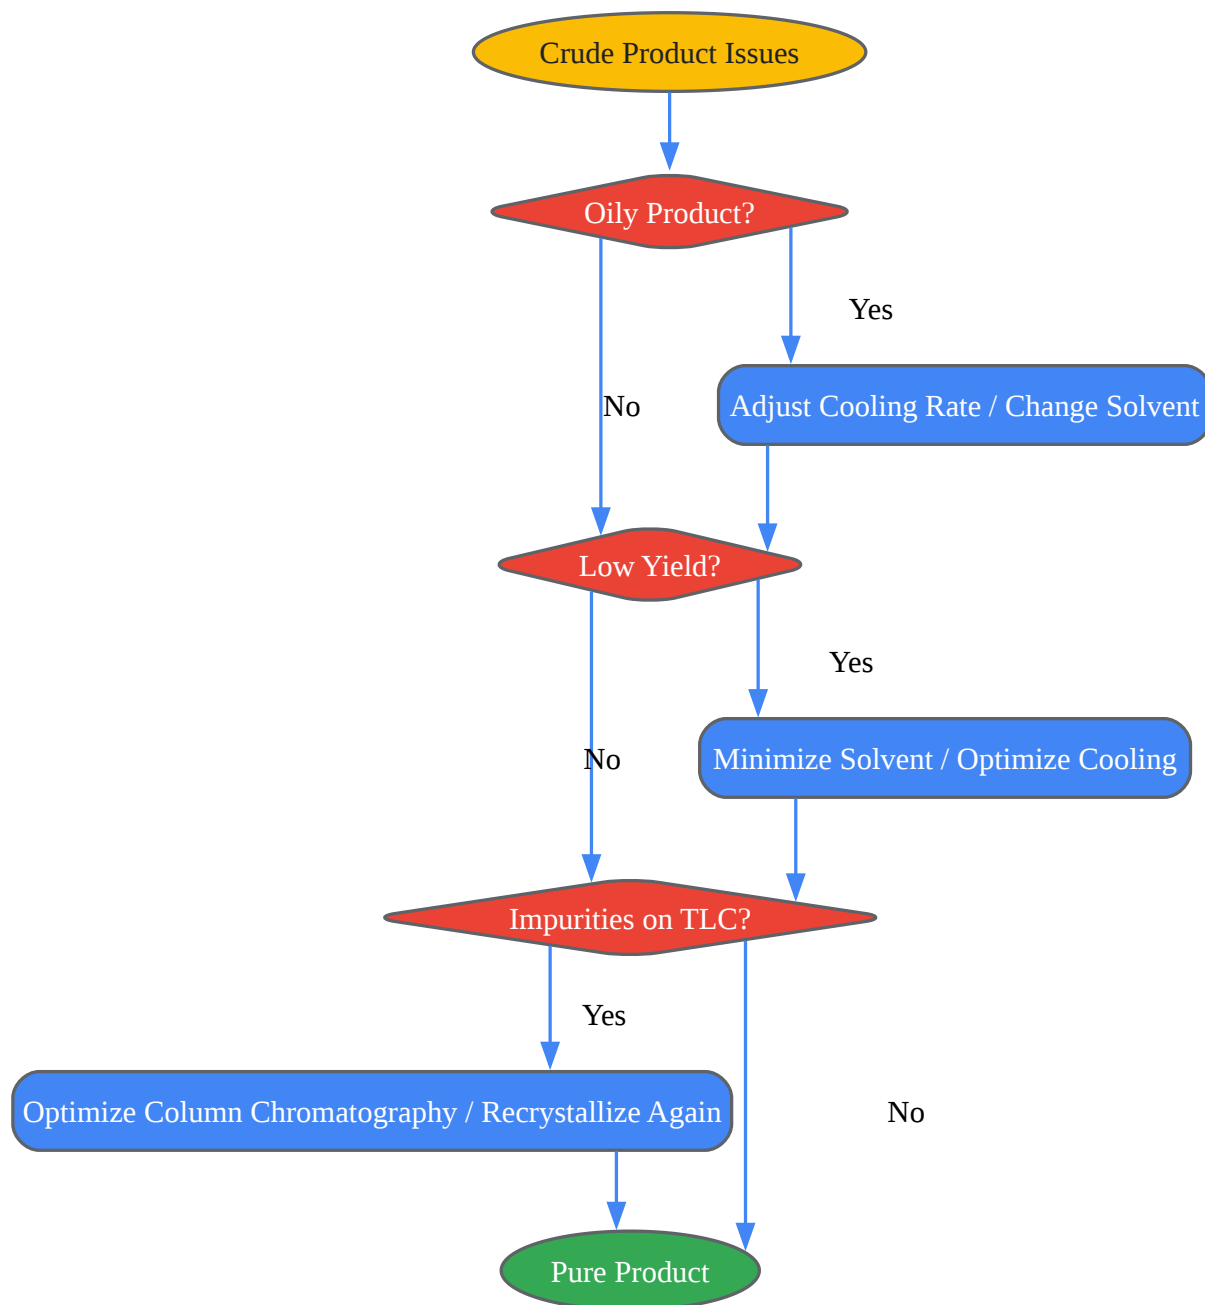 Crude Product Issues
Oily Product?
Yes
No
Adjust Cooling Rate / Change Solvent
Low Yield?
Yes
No
Minimize Solvent / Optimize Cooling
Impurities on TLC?
Yes
Optimize Column Chromatography / Recrystallize Again
No
Pure Product